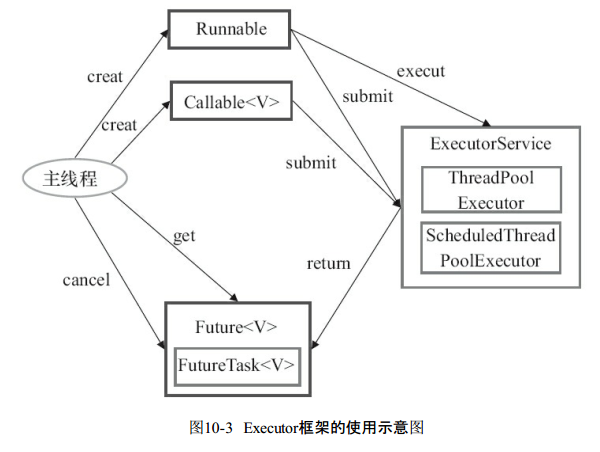 Runnable
creat
execut
submit
creat
Callable<V>
ExecutorService
submit
主线程
ThreadPool
Executor
get
ScheduledThread
PoolExecutor
cancel
return
Future<V>
FutureTask<V>
图10-3 Executor框架的使用示意图